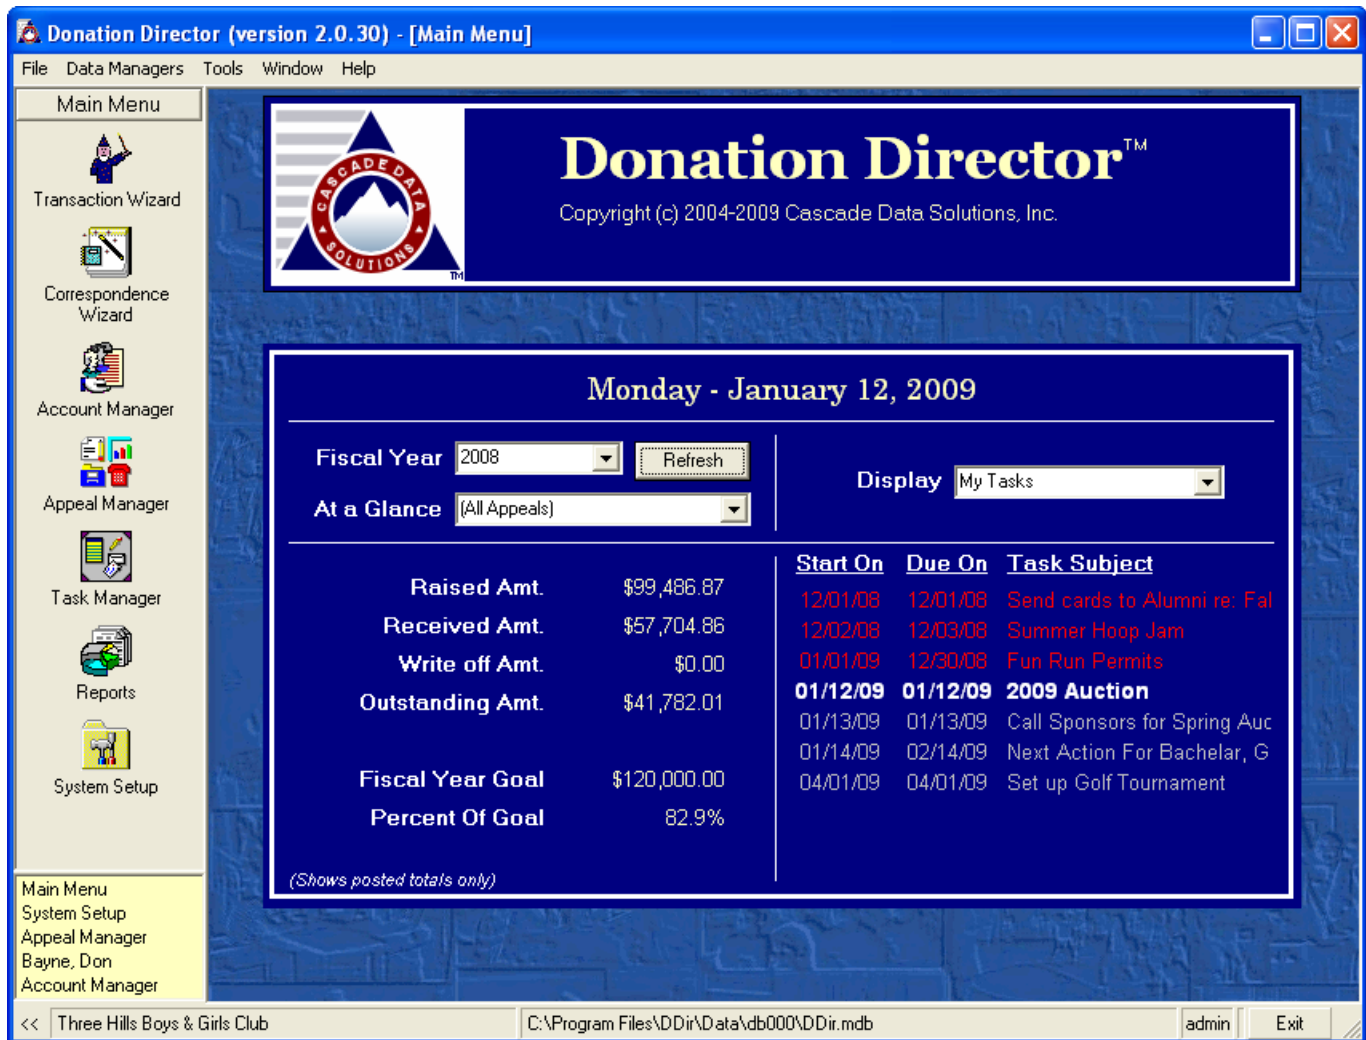 Donation Director (version 2.0.30) - [Main Menu]
File Data Managers Tools Window Help
Main Menu
Transaction Wizard
Correspondence
Wizard
Account Manager
Appeal Manager
Task Manager
Reports
System Setup
Main Menu
System Setup
Appeal Manager
Bayne, Don
Account Manager
CASCADE DATA
SOLUTIONS
TM
Donation Director™
Copyright (c) 2004-2009 Cascade Data Solutions, Inc.
Monday - January 12, 2009
Fiscal Year 2008 Refresh
At a Glance (All Appeals)
Display My Tasks
Raised Amt. $99,486.87
Received Amt. $57,704.86
Write off Amt. $0.00
Outstanding Amt. $41,782.01
Fiscal Year Goal $120,000.00
Percent Of Goal 82.9%
(Shows posted totals only)
Start On Due On Task Subject
12/01/08 12/01/08 Send cards to Alumni re: Fal
12/02/08 12/03/08 Summer Hoop Jam
01/01/09 12/30/08 Fun Run Permits
01/12/09 01/12/09 2009 Auction
01/13/09 01/13/09 Call Sponsors for Spring Auc
01/14/09 02/14/09 Next Action For Bachelar, G
04/01/09 04/01/09 Set up Golf Tournament
<< Three Hills Boys & Girls Club C:\Program Files\DDir\Data\db000\DDir.mdb admin Exit